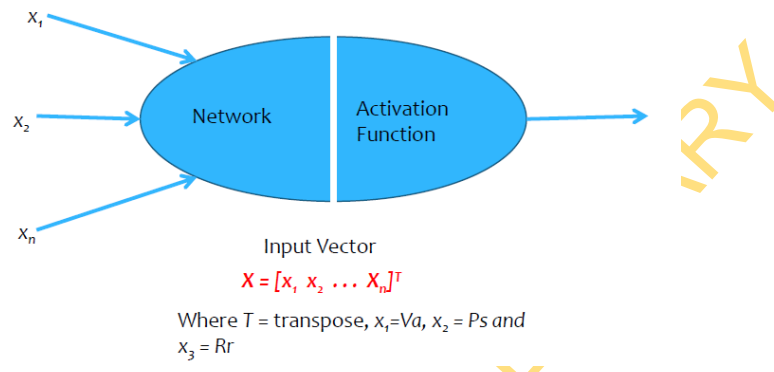 x₁
x₂
xₙ
Network
Activation
Function
Input Vector
X = [x₁ x₂ ... Xₙ]ᵀ
Where T = transpose, x₁=Va, x₂ = Ps and
x₃ = Rr
RY